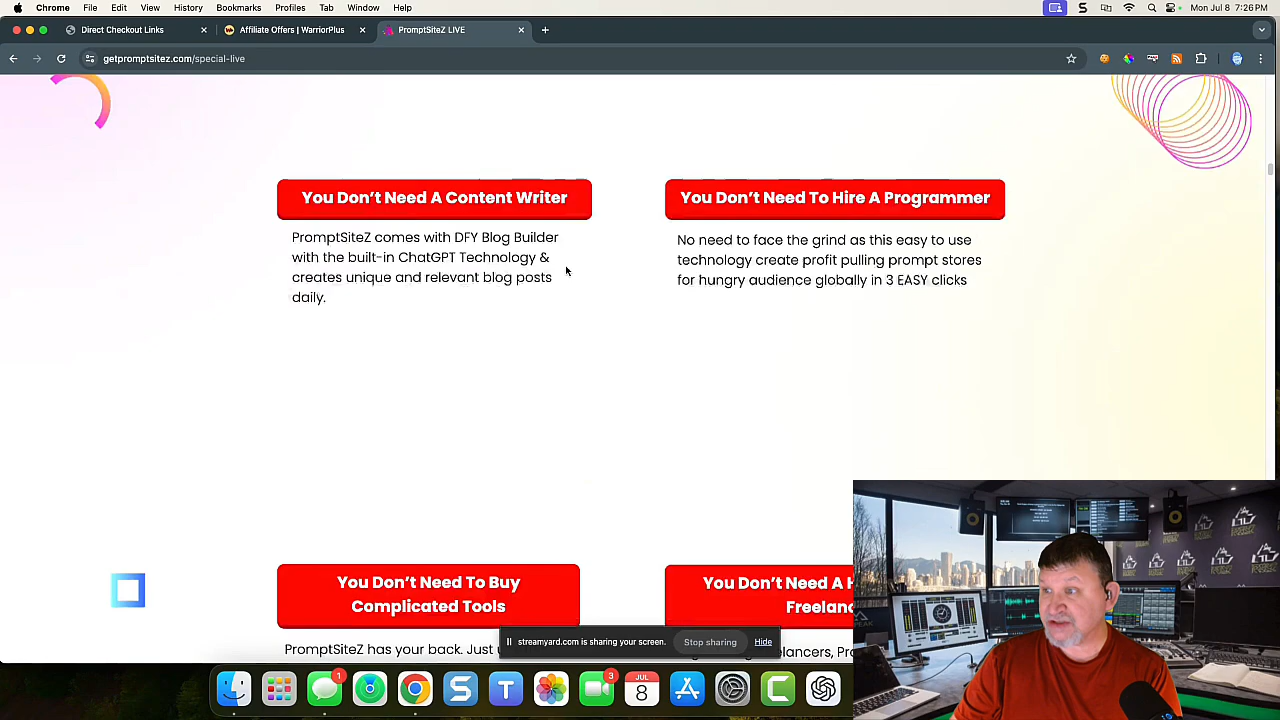 Chrome File Edit View History Bookmarks Profiles Tab Window Help
Mon Jul 8 7:26 PM
Direct Checkout Links
Affiliate Offers | WarriorPlus
PromptSiteZ LIVE
getpromptsitez.com/special-live
You Don't Need A Content Writer
PromptSiteZ comes with DFY Blog Builder
with the built-in ChatGPT Technology &
creates unique and relevant blog posts
daily.
You Don't Need To Hire A Programmer
No need to face the grind as this easy to use
technology create profit pulling prompt stores
for hungry audience globally in 3 EASY clicks
You Don't Need To Buy
Complicated Tools
PromptSiteZ has your back. Just
You Don't Need A
streamyard.com is sharing your screen.
Stop sharing
Hide
1
3
JUL
8